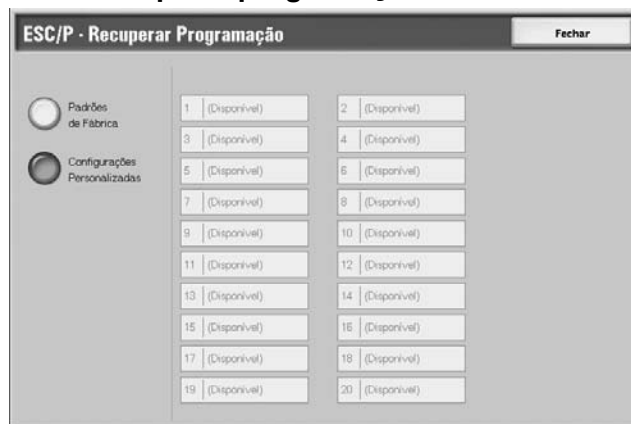 ESC/P - Recuperar Programação
Fechar
Padrões
de Fábrica
Configurações
Personalizadas
1 (Disponível) 2 (Disponível)
3 (Disponível) 4 (Disponível)
5 (Disponível) 6 (Disponível)
7 (Disponível) 8 (Disponível)
9 (Disponível) 10 (Disponível)
11 (Disponível) 12 (Disponível)
13 (Disponível) 14 (Disponível)
15 (Disponível) 16 (Disponível)
17 (Disponível) 18 (Disponível)
19 (Disponível) 20 (Disponível)